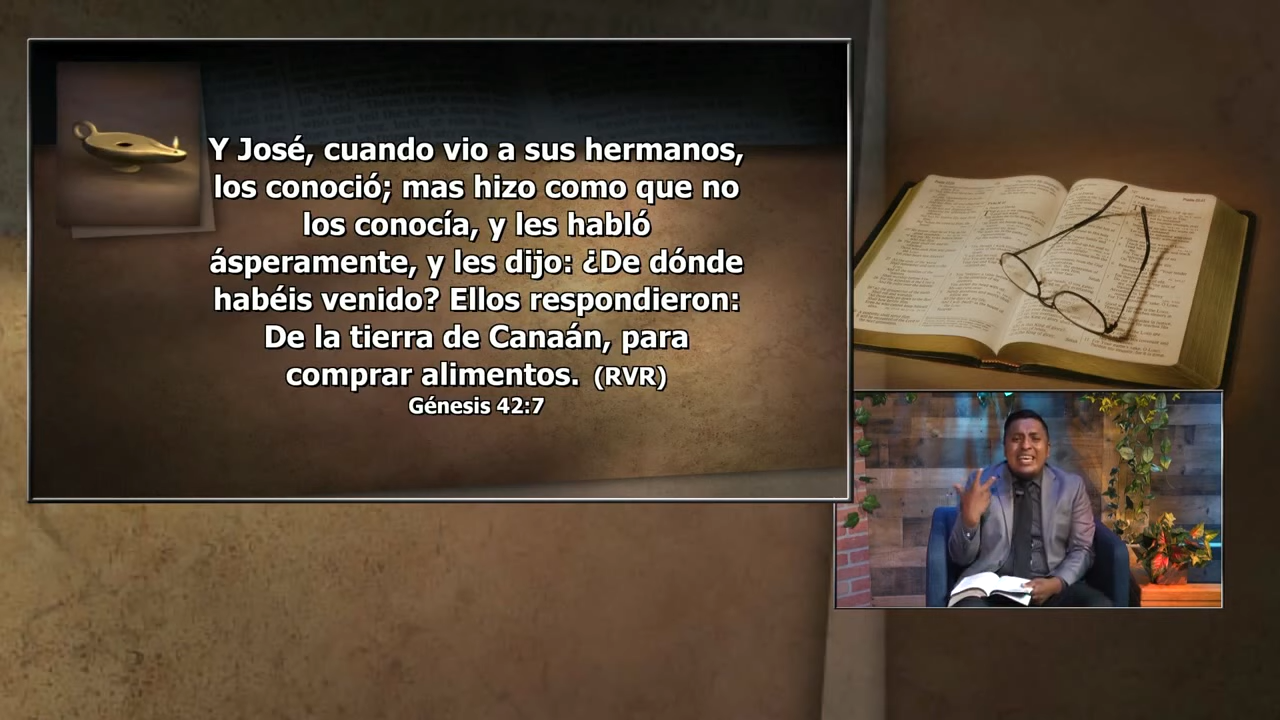 Y José, cuando vio a sus hermanos,
los conoció; mas hizo como que no
los conocía, y les habló
ásperamente, y les dijo: ¿De dónde
habéis venido? Ellos respondieron:
De la tierra de Canaán, para
comprar alimentos. (RVR)
Génesis 42:7